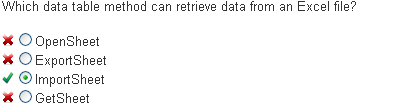 Which data table method can retrieve data from an Excel file?
OpenSheet
ExportSheet
ImportSheet
GetSheet